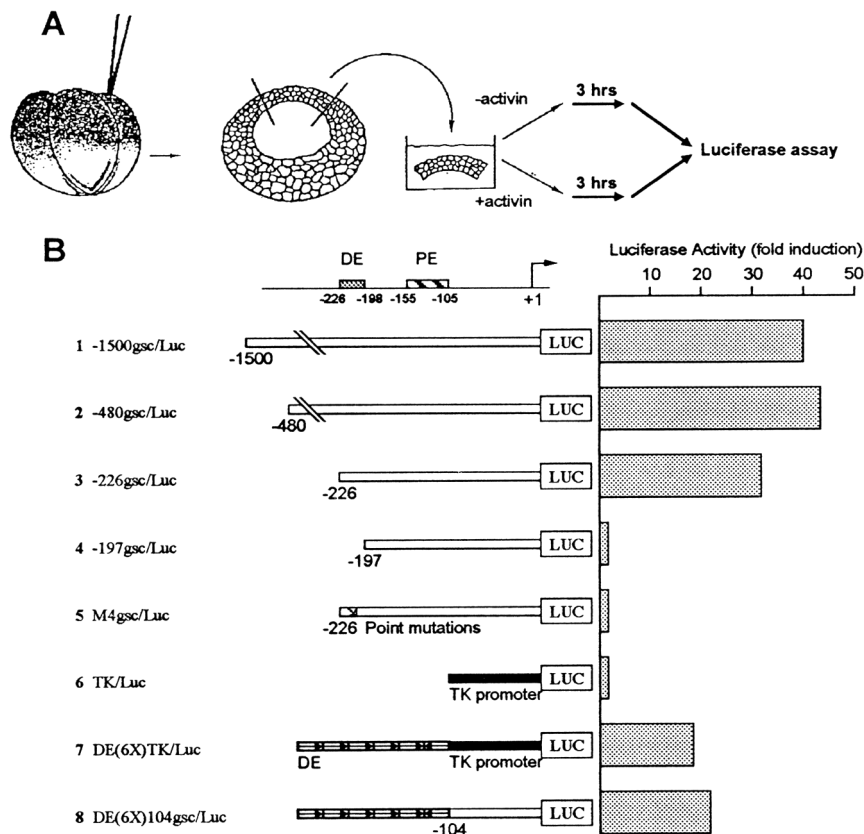 A
-activin
3 hrs
Luciferase assay
3 hrs
+activin
B
Luciferase Activity (fold induction)
DE PE
10 20 30 40 50
-226 -198 -155 -105 +1
1 -1500gsc/Luc LUC
-1500
2 -480gsc/Luc LUC
-480
3 -226gsc/Luc LUC
-226
4 -197gsc/Luc LUC
-197
5 M4gsc/Luc LUC
-226 Point mutations
6 TK/Luc LUC
TK promoter
7 DE(6X)TK/Luc LUC
DE TK promoter
8 DE(6X)104gsc/Luc LUC
-104